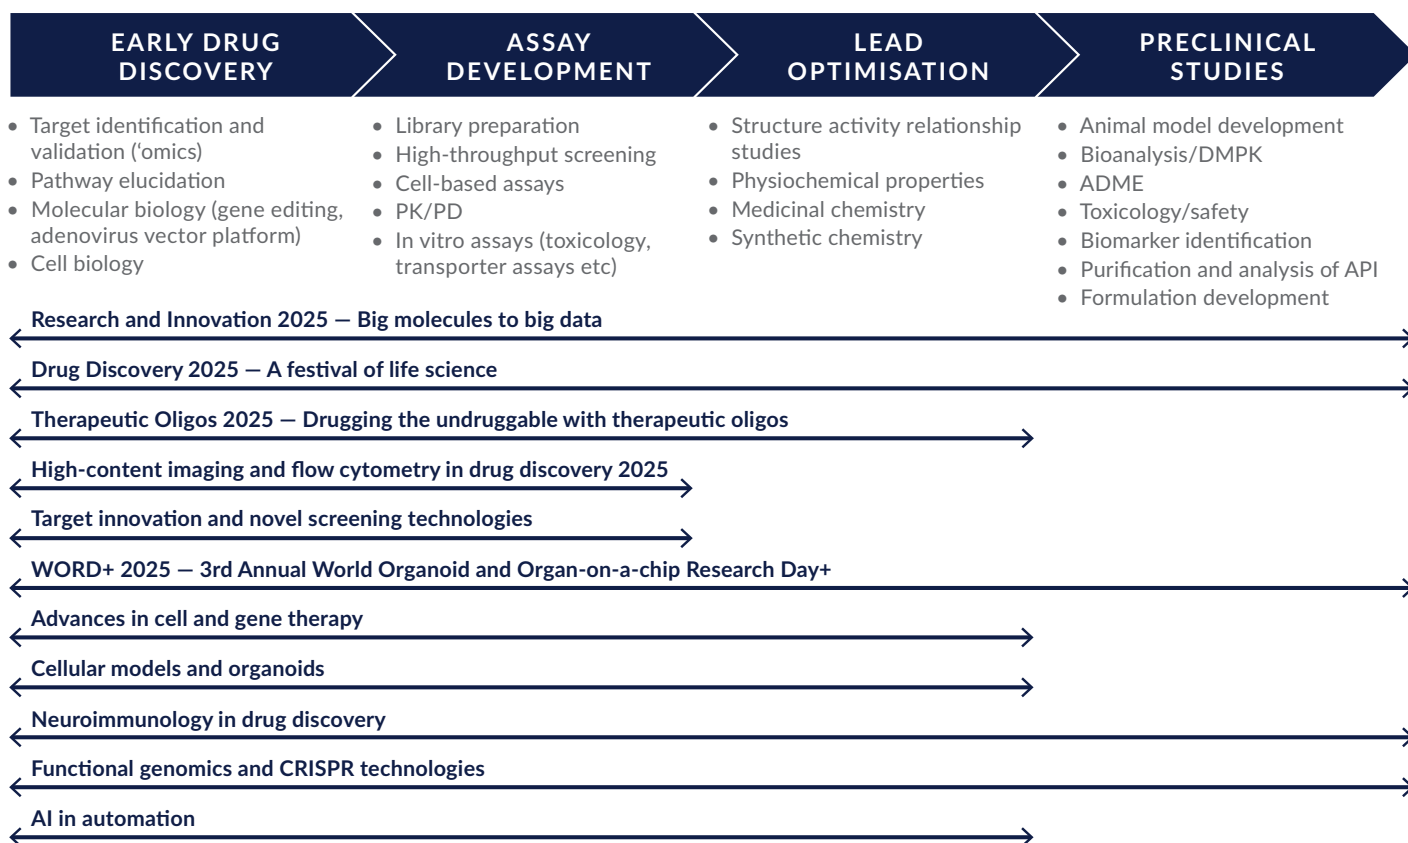 EARLY DRUG
DISCOVERY
ASSAY
DEVELOPMENT
LEAD
OPTIMISATION
PRECLINICAL
STUDIES
• Target identification and
validation (‘omics)
• Pathway elucidation
• Molecular biology (gene editing,
adenovirus vector platform)
• Cell biology
• Library preparation
• High-throughput screening
• Cell-based assays
• PK/PD
• In vitro assays (toxicology,
transporter assays etc)
• Structure activity relationship
studies
• Physiochemical properties
• Medicinal chemistry
• Synthetic chemistry
• Animal model development
• Bioanalysis/DMPK
• ADME
• Toxicology/safety
• Biomarker identification
• Purification and analysis of API
• Formulation development
Research and Innovation 2025 — Big molecules to big data
Drug Discovery 2025 — A festival of life science
Therapeutic Oligos 2025 — Drugging the undruggable with therapeutic oligos
High-content imaging and flow cytometry in drug discovery 2025
Target innovation and novel screening technologies
WORD+ 2025 — 3rd Annual World Organoid and Organ-on-a-chip Research Day+
Advances in cell and gene therapy
Cellular models and organoids
Neuroimmunology in drug discovery
Functional genomics and CRISPR technologies
AI in automation